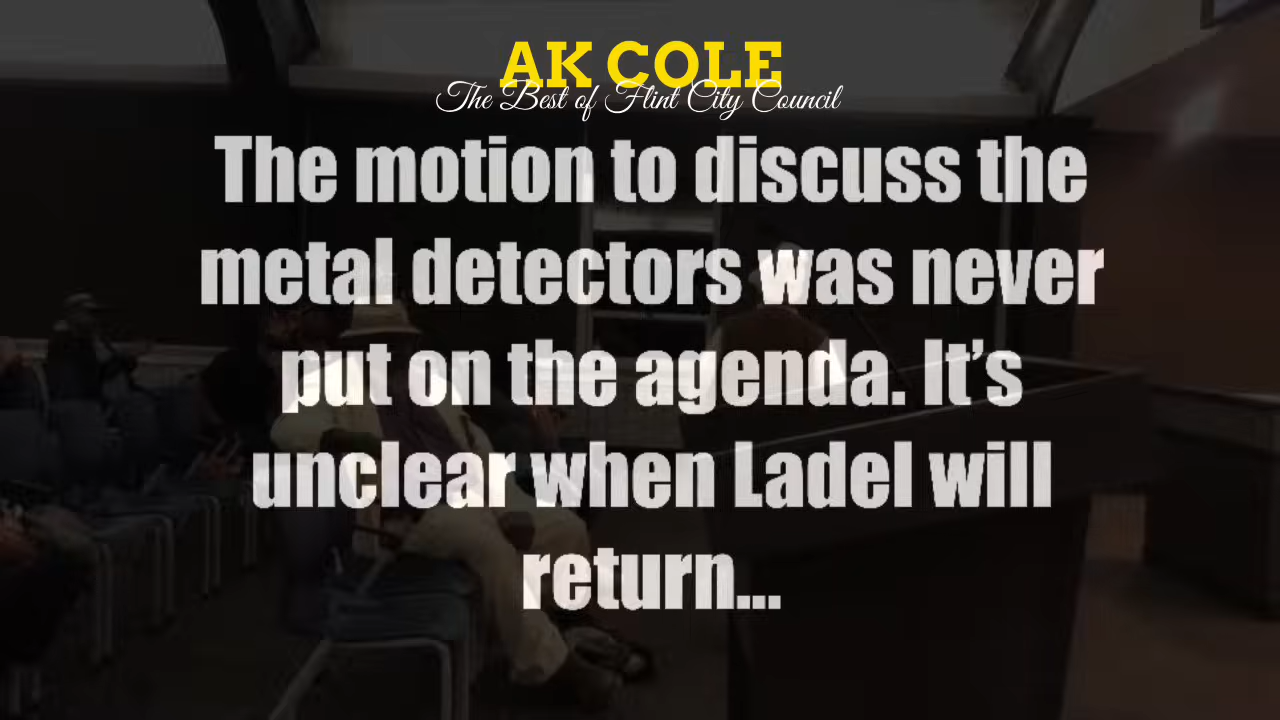 AK COLE
The Best of Flint City Council
The motion to discuss the
metal detectors was never
put on the agenda. It’s
unclear when Ladel will
return...